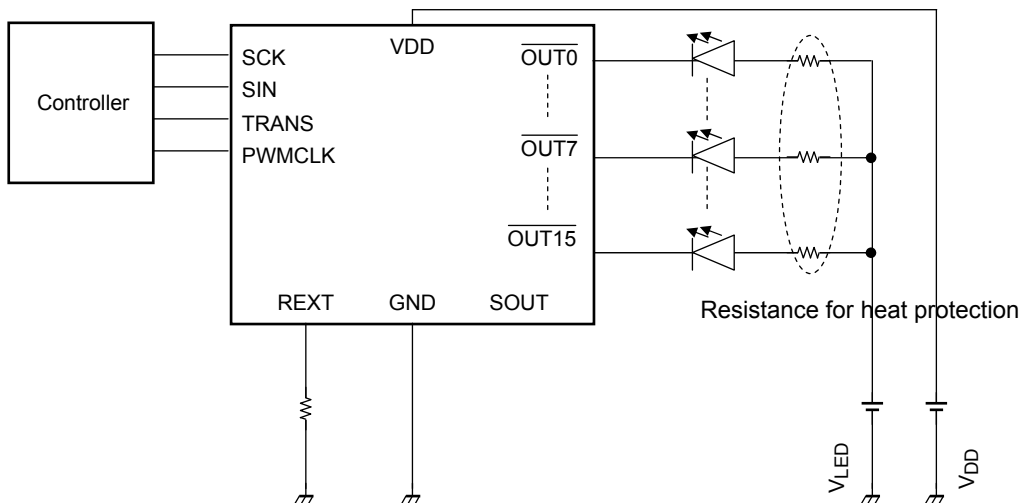 Controller
SCK
SIN
TRANS
PWMCLK
VDD
OUT0
OUT7
OUT15
REXT
GND
SOUT
Resistance for heat protection
VLED
VDD